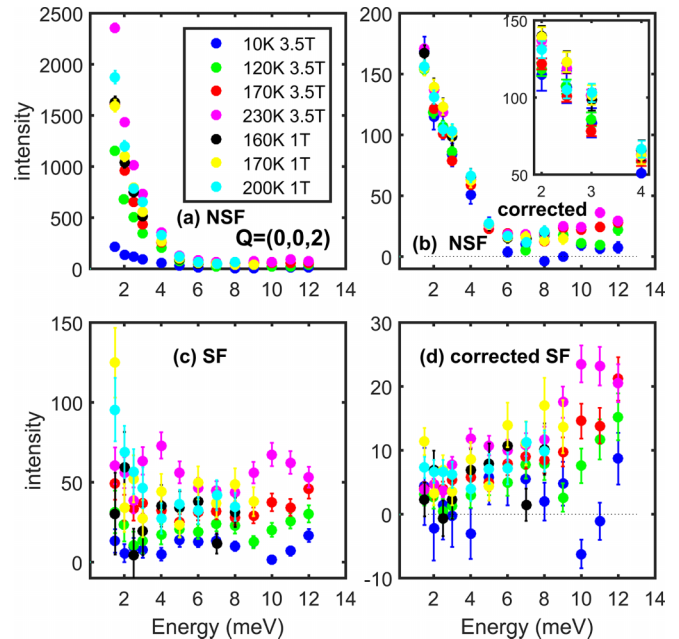 2500
2000
1500
1000
500
0
intensity
10K 3.5T
120K 3.5T
170K 3.5T
230K 3.5T
160K 1T
170K 1T
200K 1T
(a) NSF
Q=(0,0,2)
2 4 6 8 10 12 14
200
150
100
50
0
150
100
50
2 3 4
corrected
(b) NSF
2 4 6 8 10 12 14
150
100
50
0
intensity
(c) SF
2 4 6 8 10 12 14
Energy (meV)
30
20
10
0
-10
(d) corrected SF
2 4 6 8 10 12 14
Energy (meV)